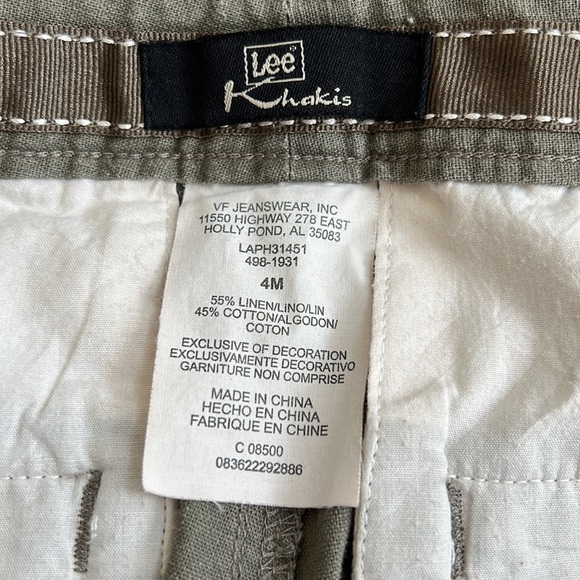 Lee
Khakis
VF JEANSWEAR, INC
11550 HIGHWAY 278 EAST
HOLLY POND, AL 35083
LAPH31451
498-1931
4M
55% LINEN/LINO/LIN
45% COTTON/ALGODON/
COTON
EXCLUSIVE OF DECORATION
EXCLUSIVAMENTE DECORATIVO
GARNITURE NON COMPRISE
MADE IN CHINA
HECHO EN CHINA
FABRIQUE EN CHINE
C 08500
083622292886